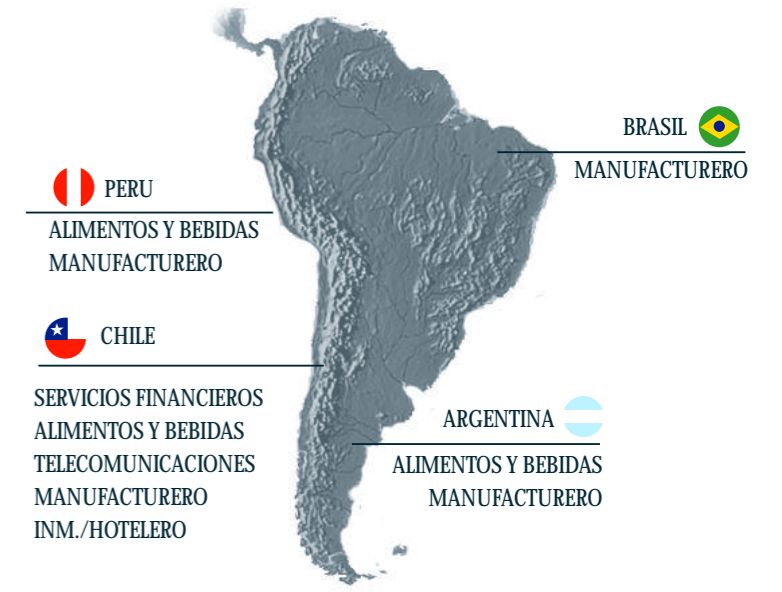 BRASIL
MANUFACTURERO
PERU
ALIMENTOS Y BEBIDAS
MANUFACTURERO
CHILE
SERVICIOS FINANCIEROS
ALIMENTOS Y BEBIDAS
TELECOMUNICACIONES
MANUFACTURERO
INM./HOTELERO
ARGENTINA
ALIMENTOS Y BEBIDAS
MANUFACTURERO